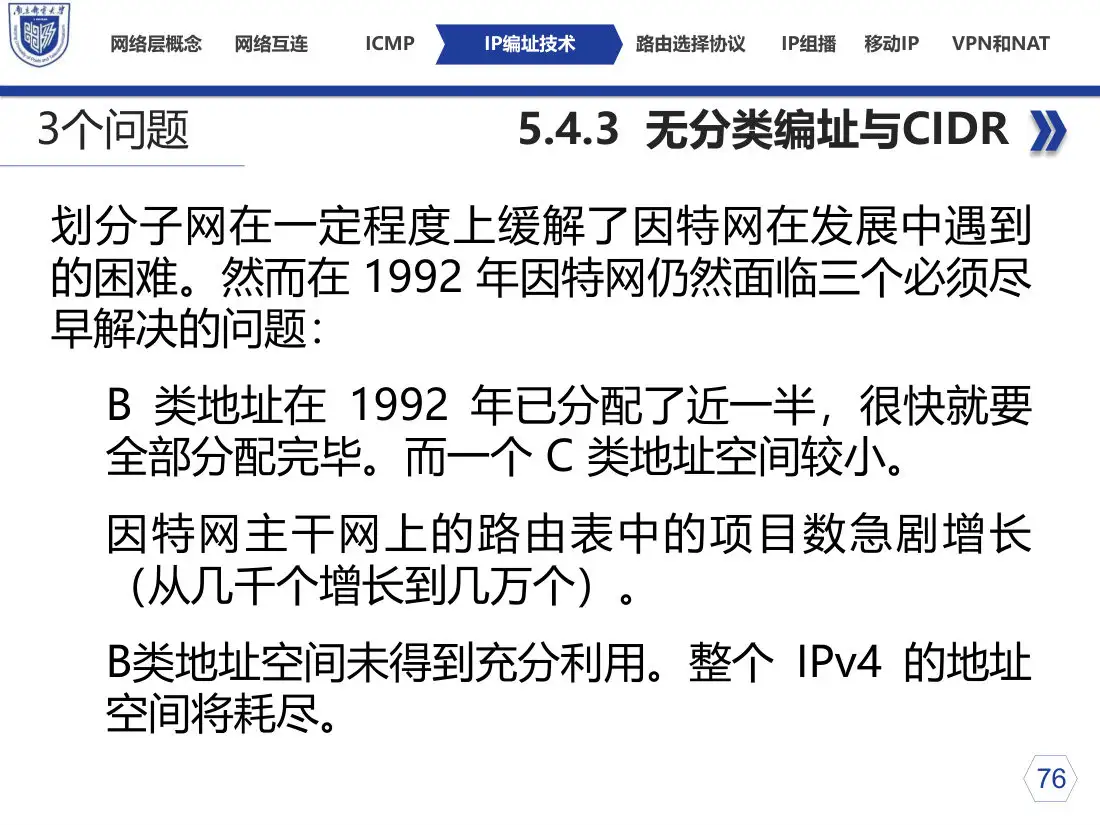 网络层概念 网络互连 ICMP IP编址技术 路由选择协议 IP组播 移动IP VPN和NAT
3个问题
5.4.3 无分类编址与CIDR
划分子网在一定程度上缓解了因特网在发展中遇到
的困难。然而在 1992 年因特网仍然面临三个必须尽
早解决的问题：
B 类地址在 1992 年已分配了近一半，很快就要
全部分配完毕。而一个 C 类地址空间较小。
因特网主干网上的路由表中的项目数急剧增长
（从几千个增长到几万个）。
B类地址空间未得到充分利用。整个 IPv4 的地址
空间将耗尽。
76